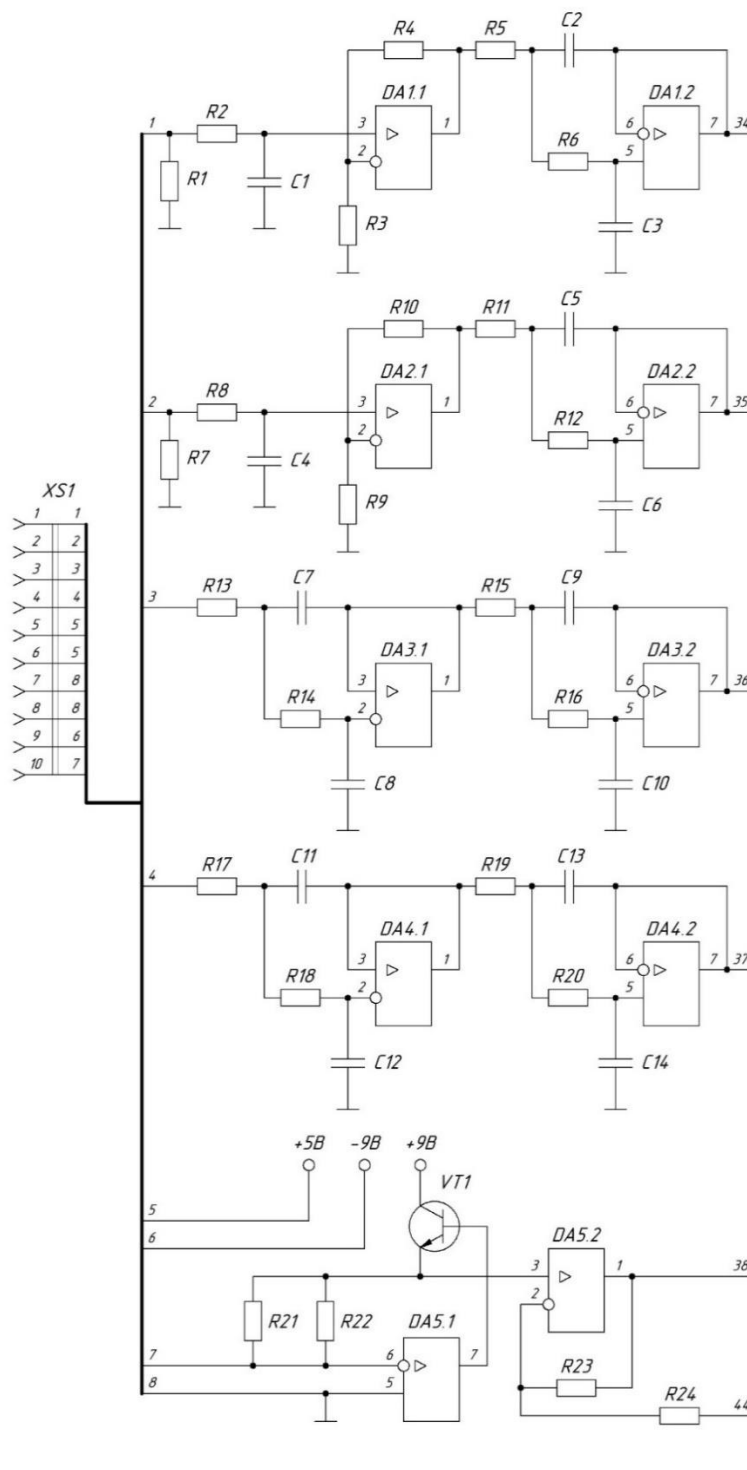 C2
R4 R5
DA1.1 DA1.2
R2
1 3 1 6 7 34
2 R6 5
R1 C1
R3 C3
C5
R10 R11
DA2.1 DA2.2
R8
2 3 1 6 7 35
2 R12 5
R7 C4
R9 C6
XS1
1 1
2 2
3 3
4 4
5 5
6 5
7 8
8 8
9 6
10 7
C7 C9
3 R13 R15
DA3.1 DA3.2
3 1 6 7 36
R14 2 R16 5
C8 C10
C11 C13
4 R17 R19
DA4.1 DA4.2
3 1 6 7 37
R18 2 R20 5
C12 C14
+5В -9В +9В
VT1
5
6
DA5.2
3 1 38
2
R21 R22 DA5.1
7 6 7
8 5
R23
R24 44